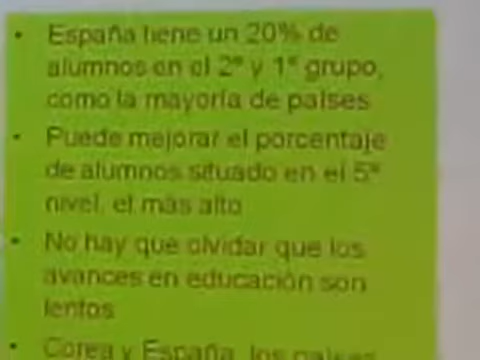 España tiene un 20% de
alumnos en el 2º y 1º grupo,
como la mayoría de países
Puede mejorar el porcentaje
de alumnos situado en el 5º
nivel, el más alto
No hay que olvidar que los
avances en educación son
lentos
Corea y España, los países